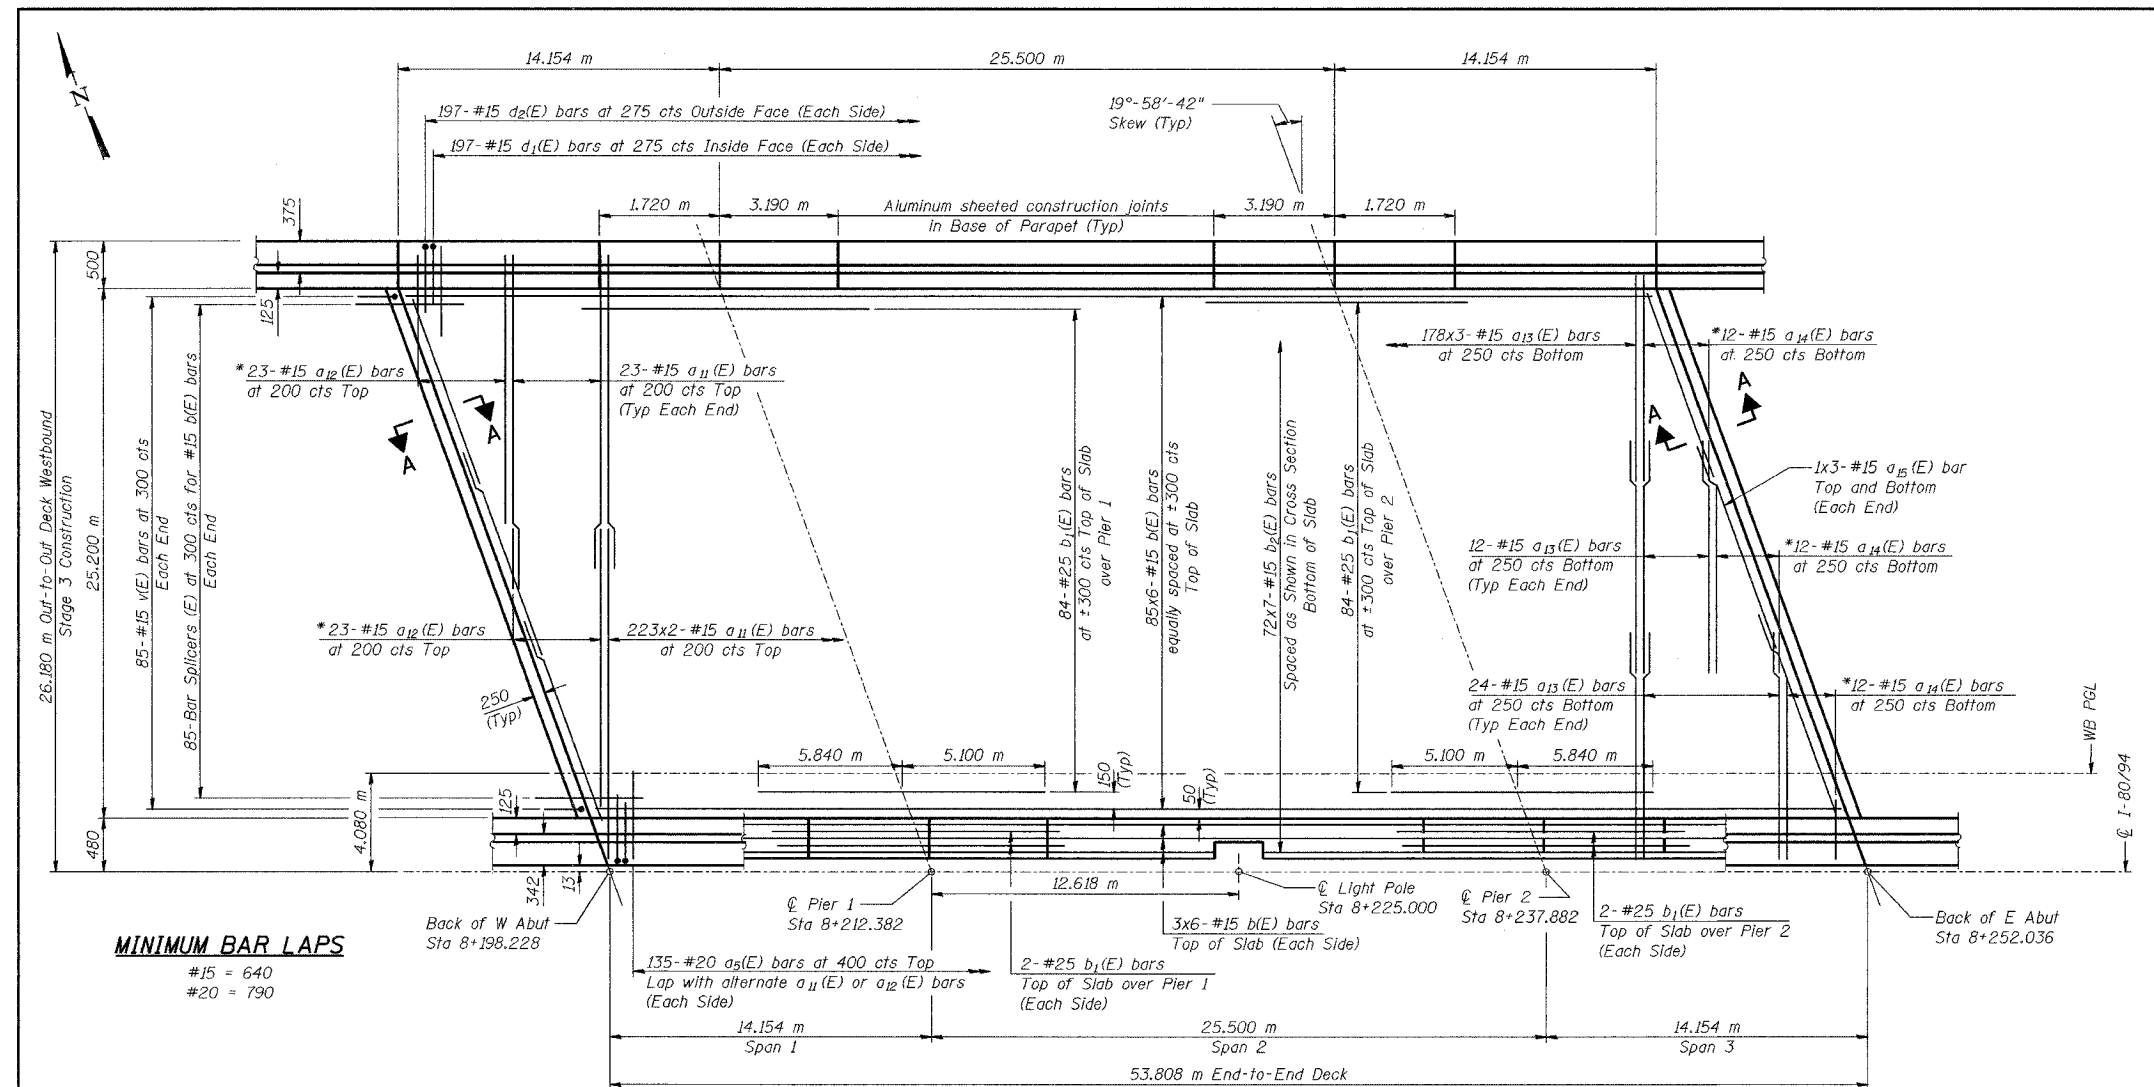 N
14.154 m
25.500 m
14.154 m
197-#15 d2(E) bars at 275 cts Outside Face (Each Side)
197-#15 d1(E) bars at 275 cts Inside Face (Each Side)
19°-58'-42"
Skew (Typ)
1.720 m
3.190 m
Aluminum sheeted construction joints
in Base of Parapet (Typ)
3.190 m
1.720 m
375
500
125
*23-#15 a12(E) bars
at 200 cts Top
23-#15 a11(E) bars
at 200 cts Top
(Typ Each End)
178x3-#15 a13(E) bars
at 250 cts Bottom
*12-#15 a14(E) bars
at 250 cts Bottom
A
A
A
A
26.180 m Out-to-Out Deck Westbound
Stage 3 Construction
25.200 m
85-#15 v(E) bars at 300 cts
Each End
85-Bar Splicers (E) at 300 cts for #15 b(E) bars
Each End
84-#25 b1(E) bars
at ±300 cts Top of Slab
over Pier 1
85x6-#15 b(E) bars
equally spaced at ±300 cts
Top of Slab
72x7-#15 b2(E) bars
Spaced as Shown in Cross Section
Bottom of Slab
84-#25 b1(E) bars
at ±300 cts Top of Slab
over Pier 2
1x3-#15 a15(E) bar
Top and Bottom
(Each End)
12-#15 a13(E) bars
at 250 cts Bottom
(Typ Each End)
*12-#15 a14(E) bars
at 250 cts Bottom
*23-#15 a12(E) bars
at 200 cts Top
223x2-#15 a11(E) bars
at 200 cts Top
250
(Typ)
24-#15 a13(E) bars
at 250 cts Bottom
(Typ Each End)
*12-#15 a14(E) bars
at 250 cts Bottom
WB PGL
℄ I-80/94
5.840 m
5.100 m
150
(Typ)
50
(Typ)
5.100 m
5.840 m
4.080 m
125
480
342
13
12.618 m
Back of W Abut
Sta 8+198.228
℄ Pier 1
Sta 8+212.382
℄ Light Pole
Sta 8+225.000
℄ Pier 2
Sta 8+237.882
2-#25 b1(E) bars
Top of Slab over Pier 2
(Each Side)
Back of E Abut
Sta 8+252.036
3x6-#15 b(E) bars
Top of Slab (Each Side)
MINIMUM BAR LAPS
#15 = 640
#20 = 790
135-#20 a5(E) bars at 400 cts Top
Lap with alternate a11(E) or a12(E) bars
(Each Side)
2-#25 b1(E) bars
Top of Slab over Pier 1
(Each Side)
14.154 m
Span 1
25.500 m
Span 2
14.154 m
Span 3
53.808 m End-to-End Deck